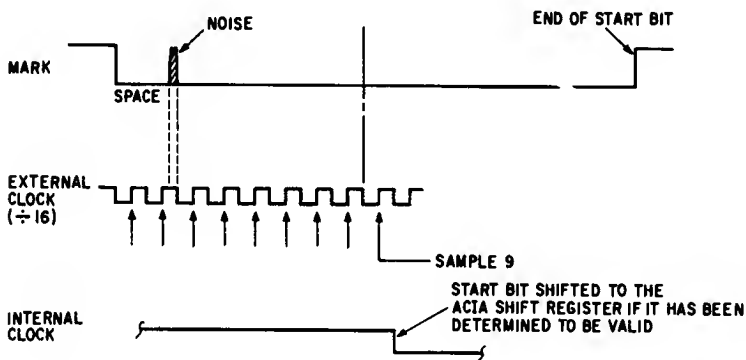 NOISE
END OF START BIT
MARK
SPACE
EXTERNAL
CLOCK
(÷16)
SAMPLE 9
START BIT SHIFTED TO THE
ACIA SHIFT REGISTER IF IT HAS BEEN
DETERMINED TO BE VALID
INTERNAL
CLOCK